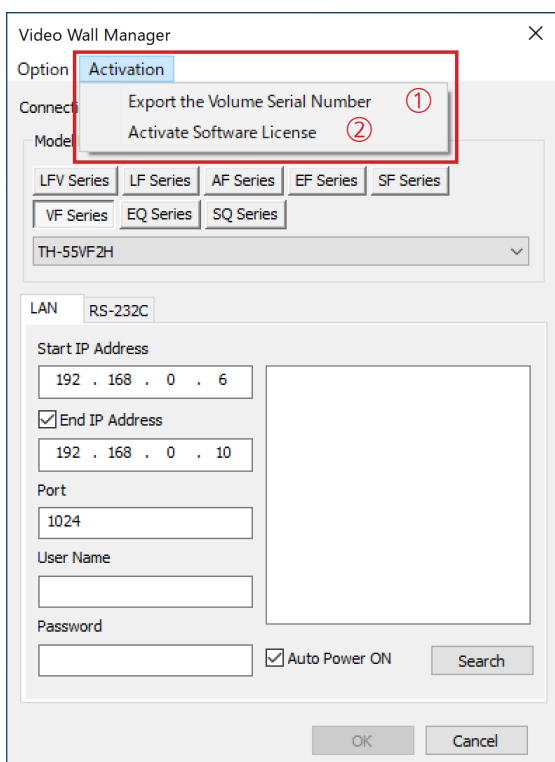 Video Wall Manager
Option Activation
Export the Volume Serial Number ①
Connecti
Activate Software License ②
Model
LFV Series LF Series AF Series EF Series SF Series
VF Series EQ Series SQ Series
TH-55VF2H
LAN RS-232C
Start IP Address
192 . 168 . 0 . 6
End IP Address
192 . 168 . 0 . 10
Port
1024
User Name
Password
Auto Power ON Search
OK Cancel